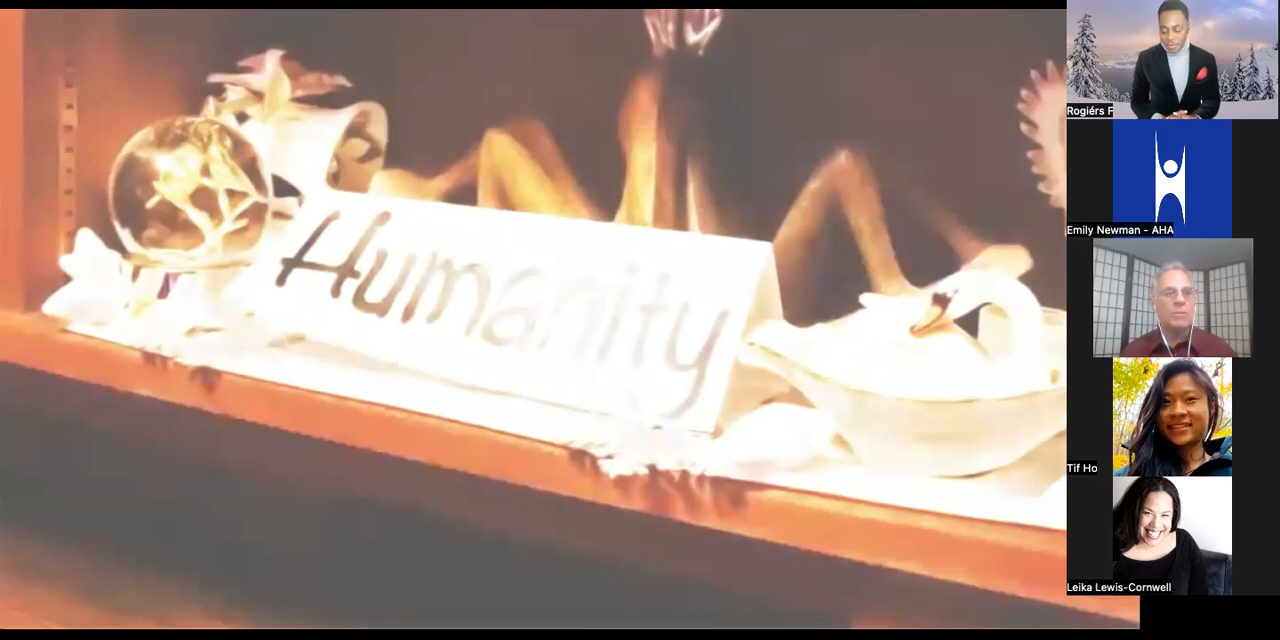 Humanity
Rogiérs F
Emily Newman - AHA
Tif Ho
Leika Lewis-Cornwell